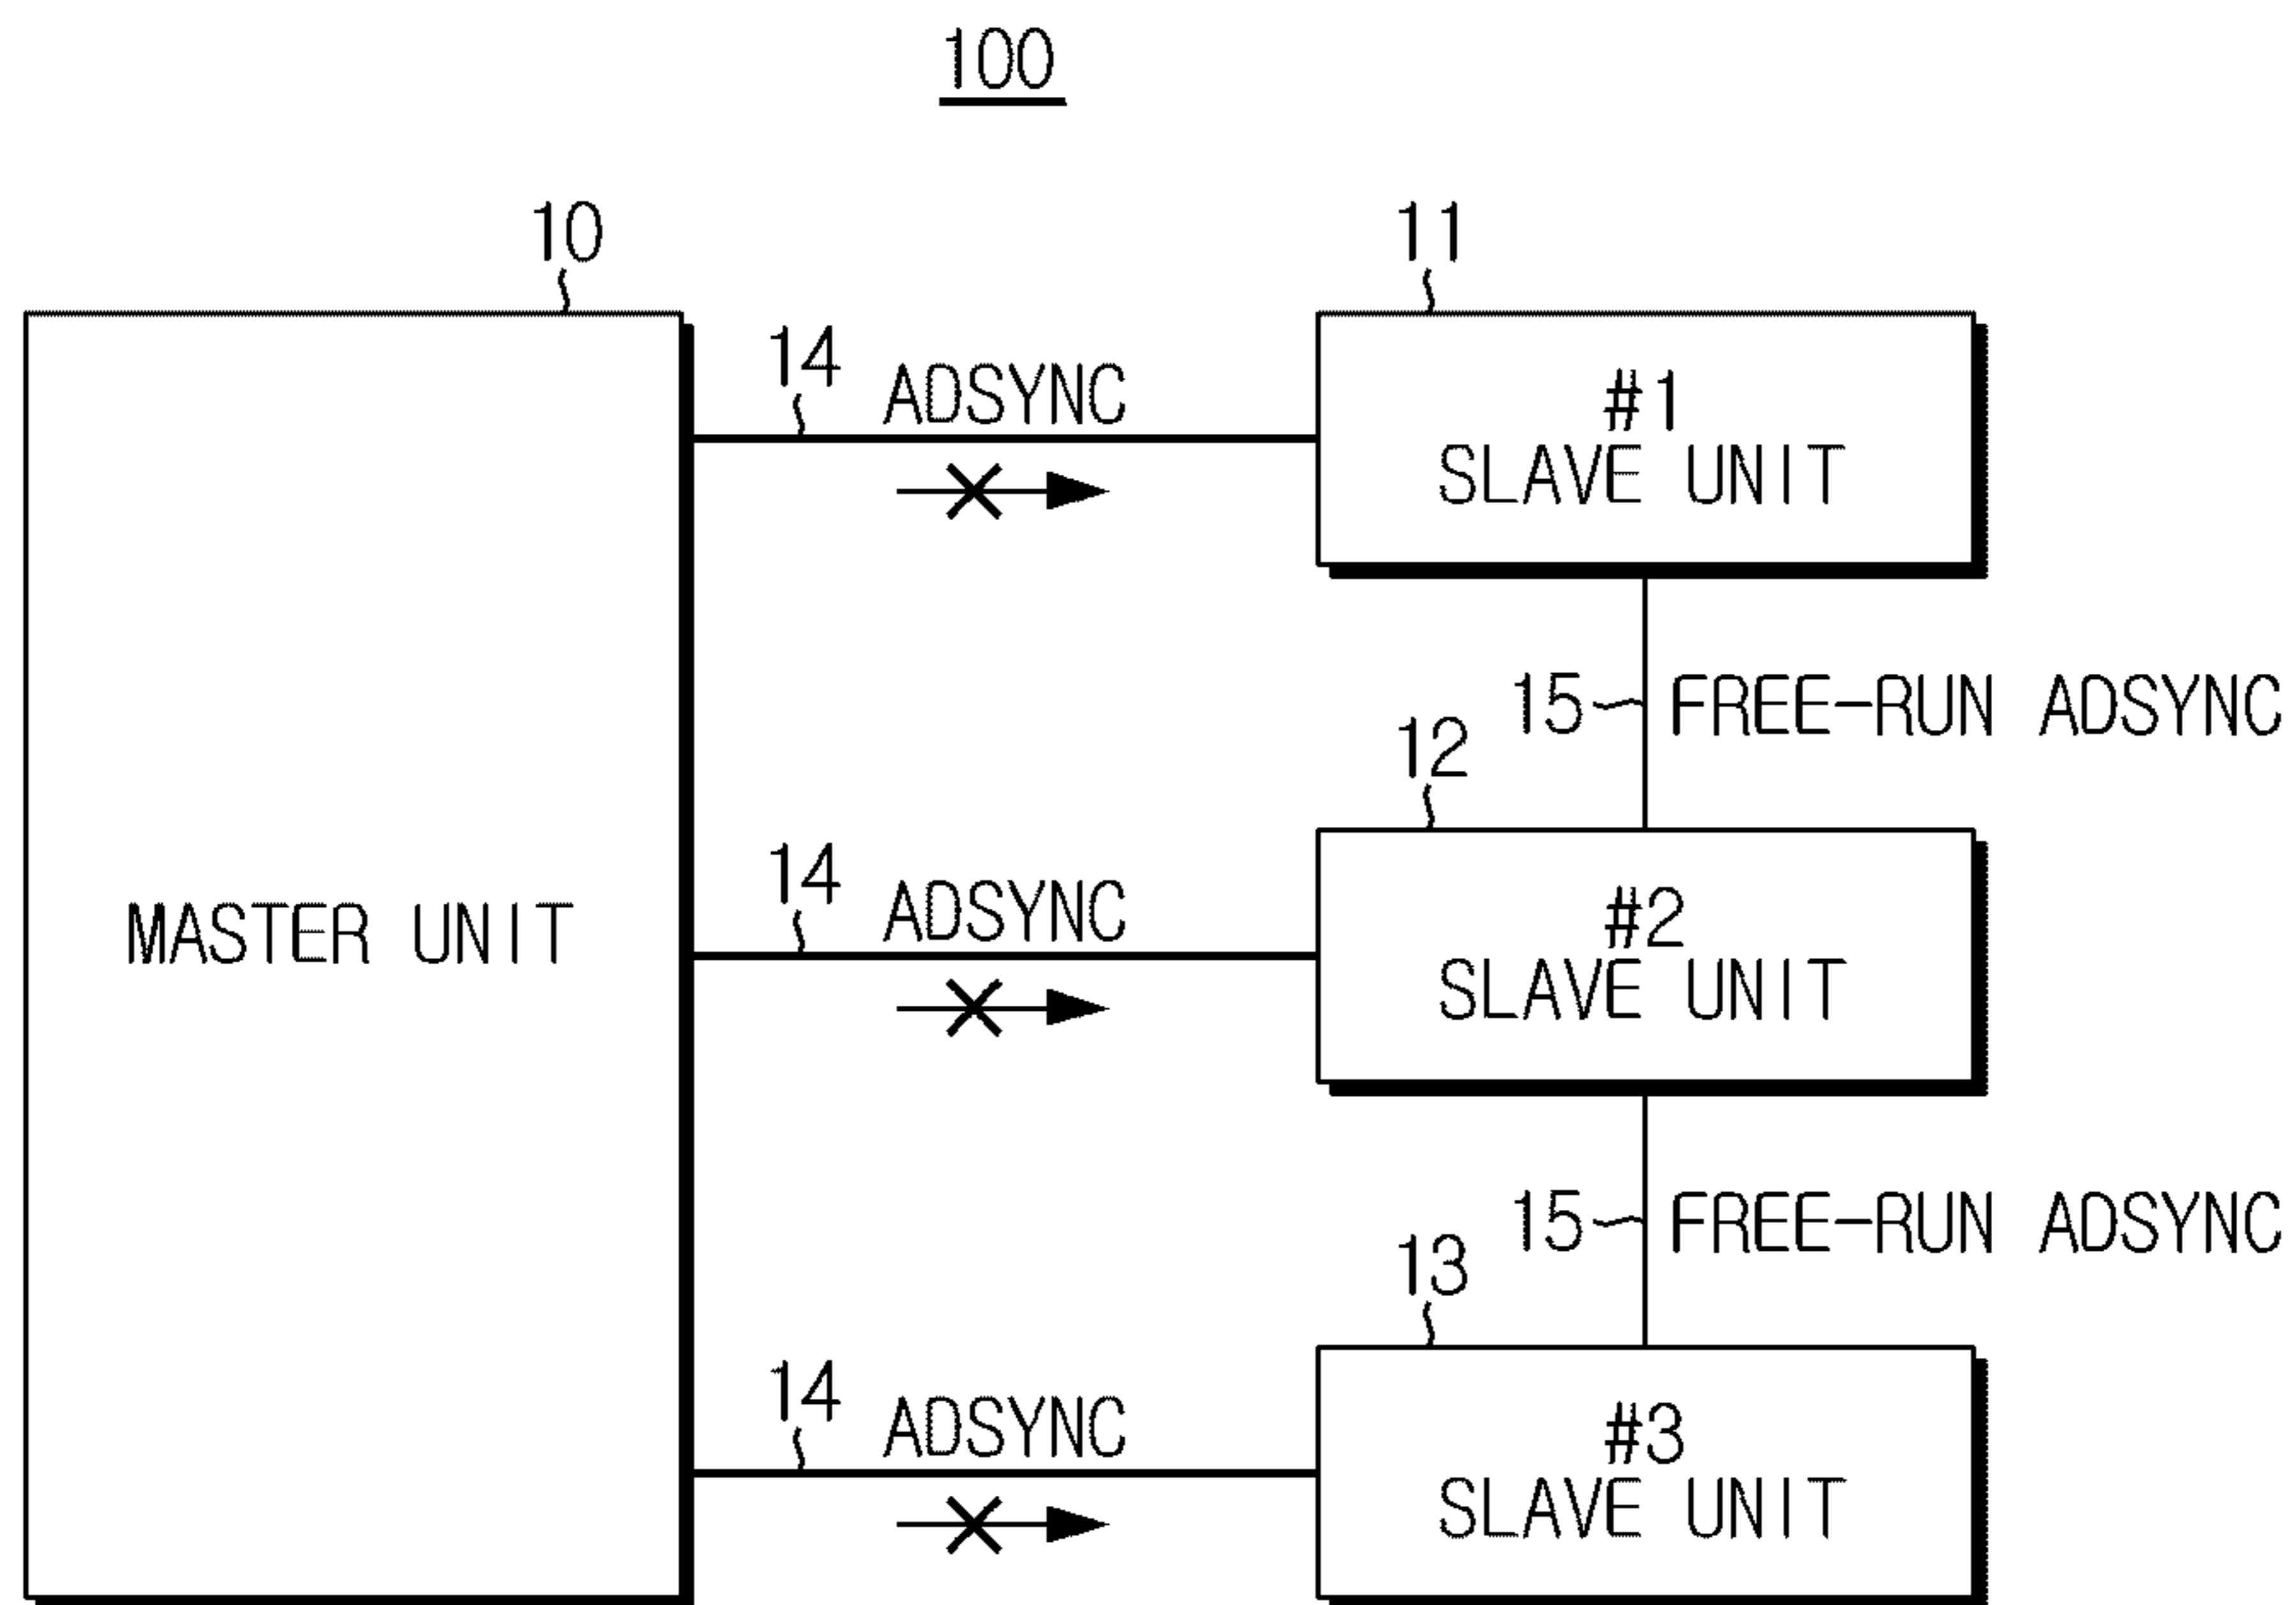 100
10
11
14 ADSYNC
#1
SLAVE UNIT
15 FREE-RUN ADSYNC
12
14 ADSYNC
MASTER UNIT
#2
SLAVE UNIT
15 FREE-RUN ADSYNC
13
14 ADSYNC
#3
SLAVE UNIT